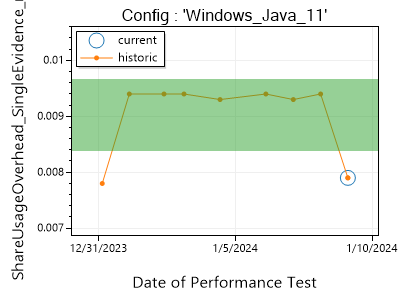 Config : 'Windows_Java_11'
current
historic
0.01
0.009
0.008
0.007
12/31/2023
1/5/2024
1/10/2024
Date of Performance Test
ShareUsageOverhead_SingleEvidence_